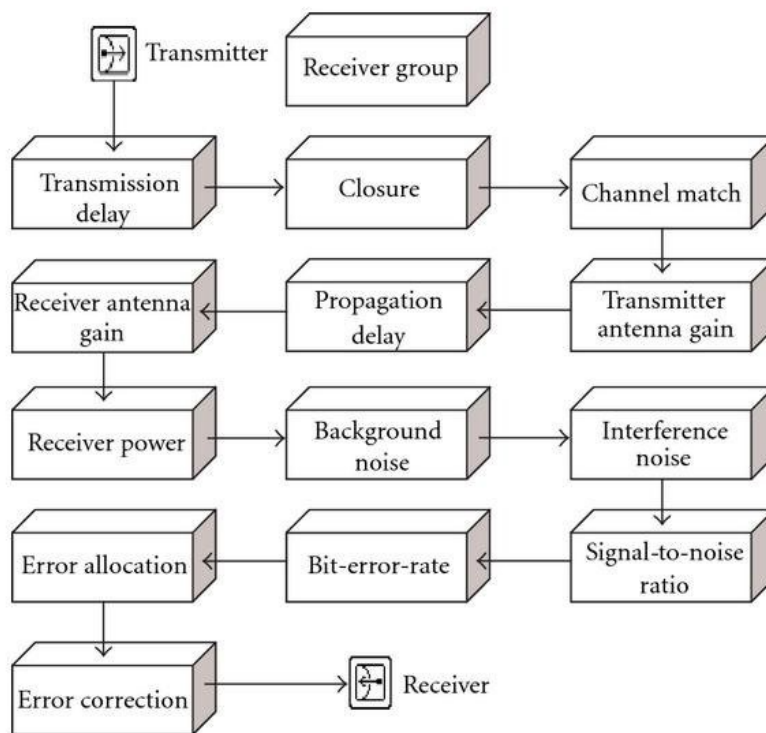 Transmitter
Receiver group
Transmission
delay
Closure
Channel match
Receiver antenna
gain
Propagation
delay
Transmitter
antenna gain
Receiver power
Background
noise
Interference
noise
Error allocation
Bit-error-rate
Signal-to-noise
ratio
Error correction
Receiver